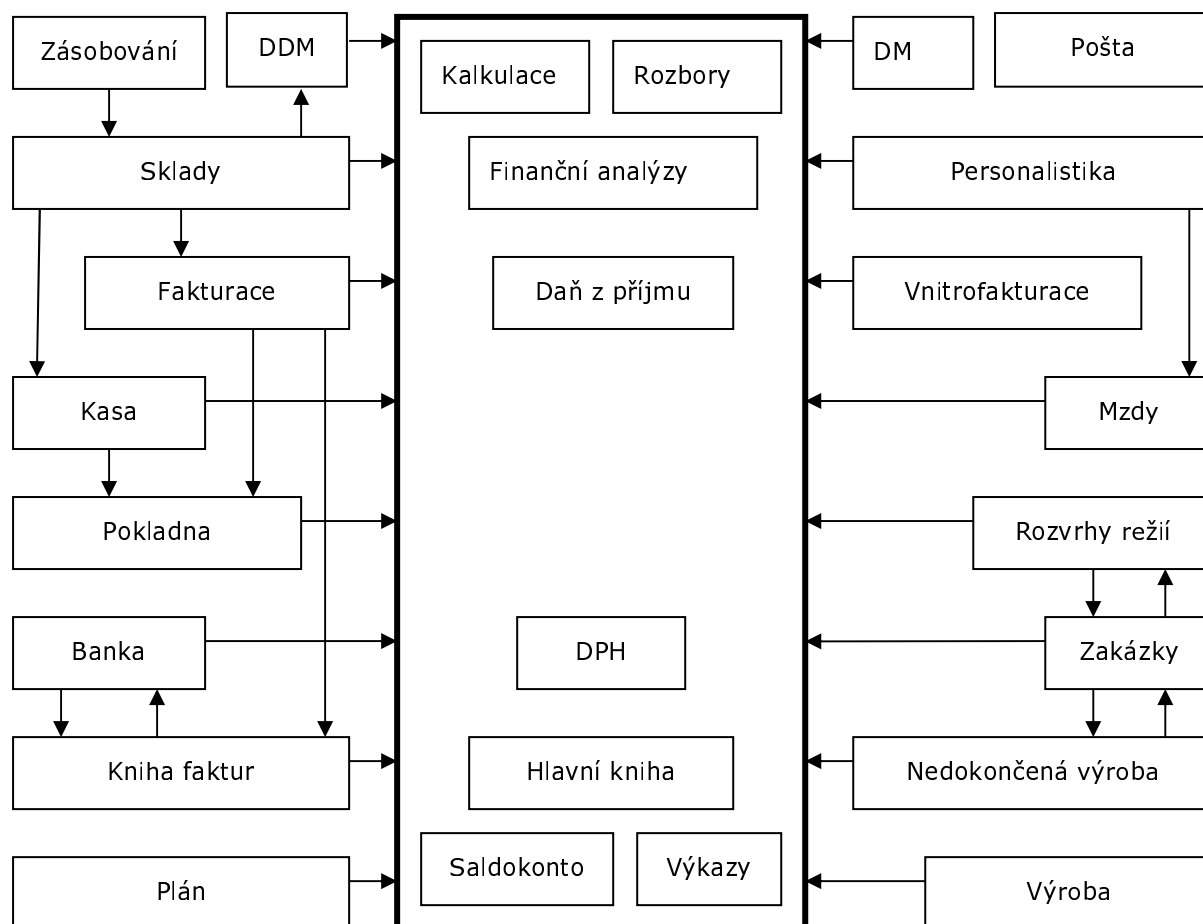 Zásobování
DDM
Kalkulace
Rozbory
DM
Pošta
Sklady
Finanční analýzy
Personalistika
Fakturace
Daň z příjmu
Vnitrofakturace
Kasa
Mzdy
Pokladna
Rozvrhy režií
Banka
DPH
Zakázky
Kniha faktur
Hlavní kniha
Nedokončená výroba
Saldokonto
Výkazy
Plán
Výroba